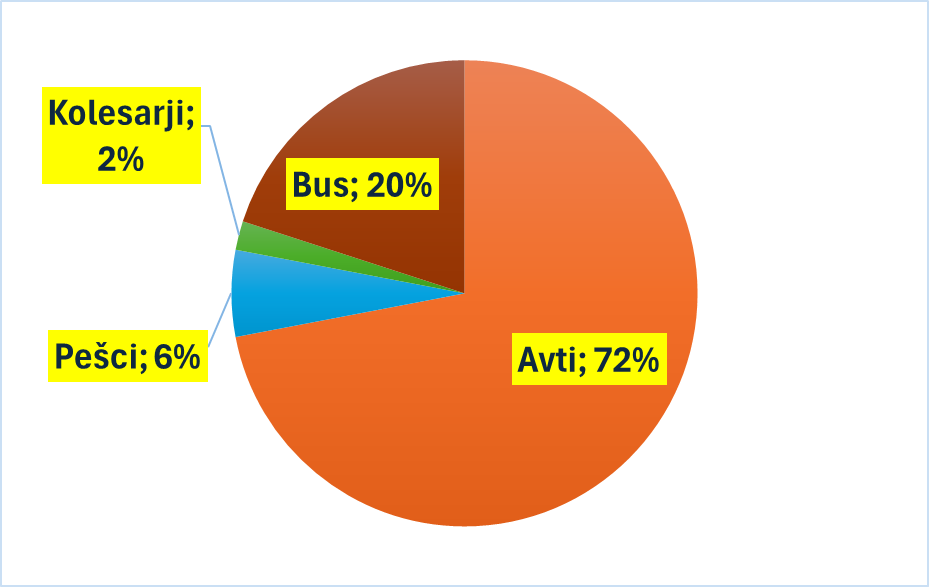 Kolesarji;
2%
Bus; 20%
Pešci; 6%
Avti; 72%